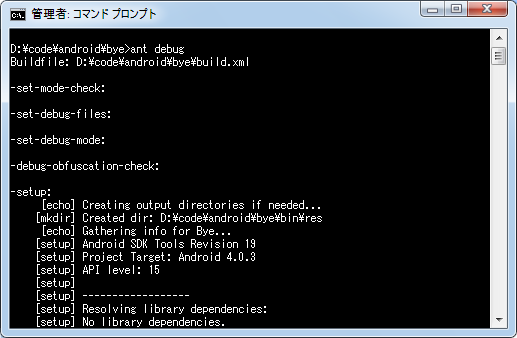 管理者: コマンド プロンプト
D:¥code¥android¥bye>ant debug
Buildfile: D:¥code¥android¥bye¥build.xml
-set-mode-check:
-set-debug-files:
-set-debug-mode:
-debug-obfuscation-check:
-setup:
[echo] Creating output directories if needed...
[mkdir] Created dir: D:¥code¥android¥bye¥bin¥res
[echo] Gathering info for Bye...
[setup] Android SDK Tools Revision 19
[setup] Project Target: Android 4.0.3
[setup] API level: 15
[setup]
[setup] ------------------
[setup] Resolving library dependencies:
[setup] No library dependencies.